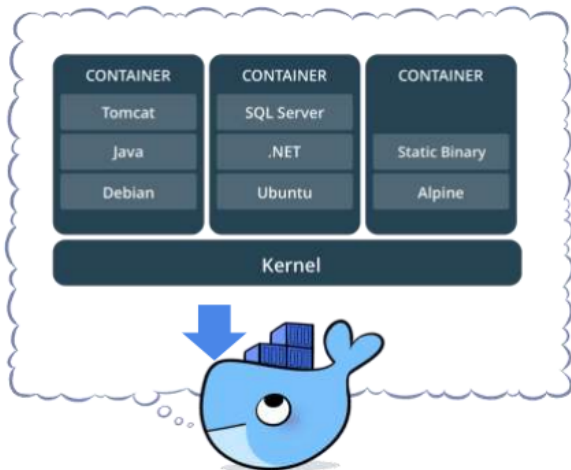 CONTAINER
Tomcat
Java
Debian
CONTAINER
SQL Server
.NET
Ubuntu
CONTAINER
Static Binary
Alpine
Kernel